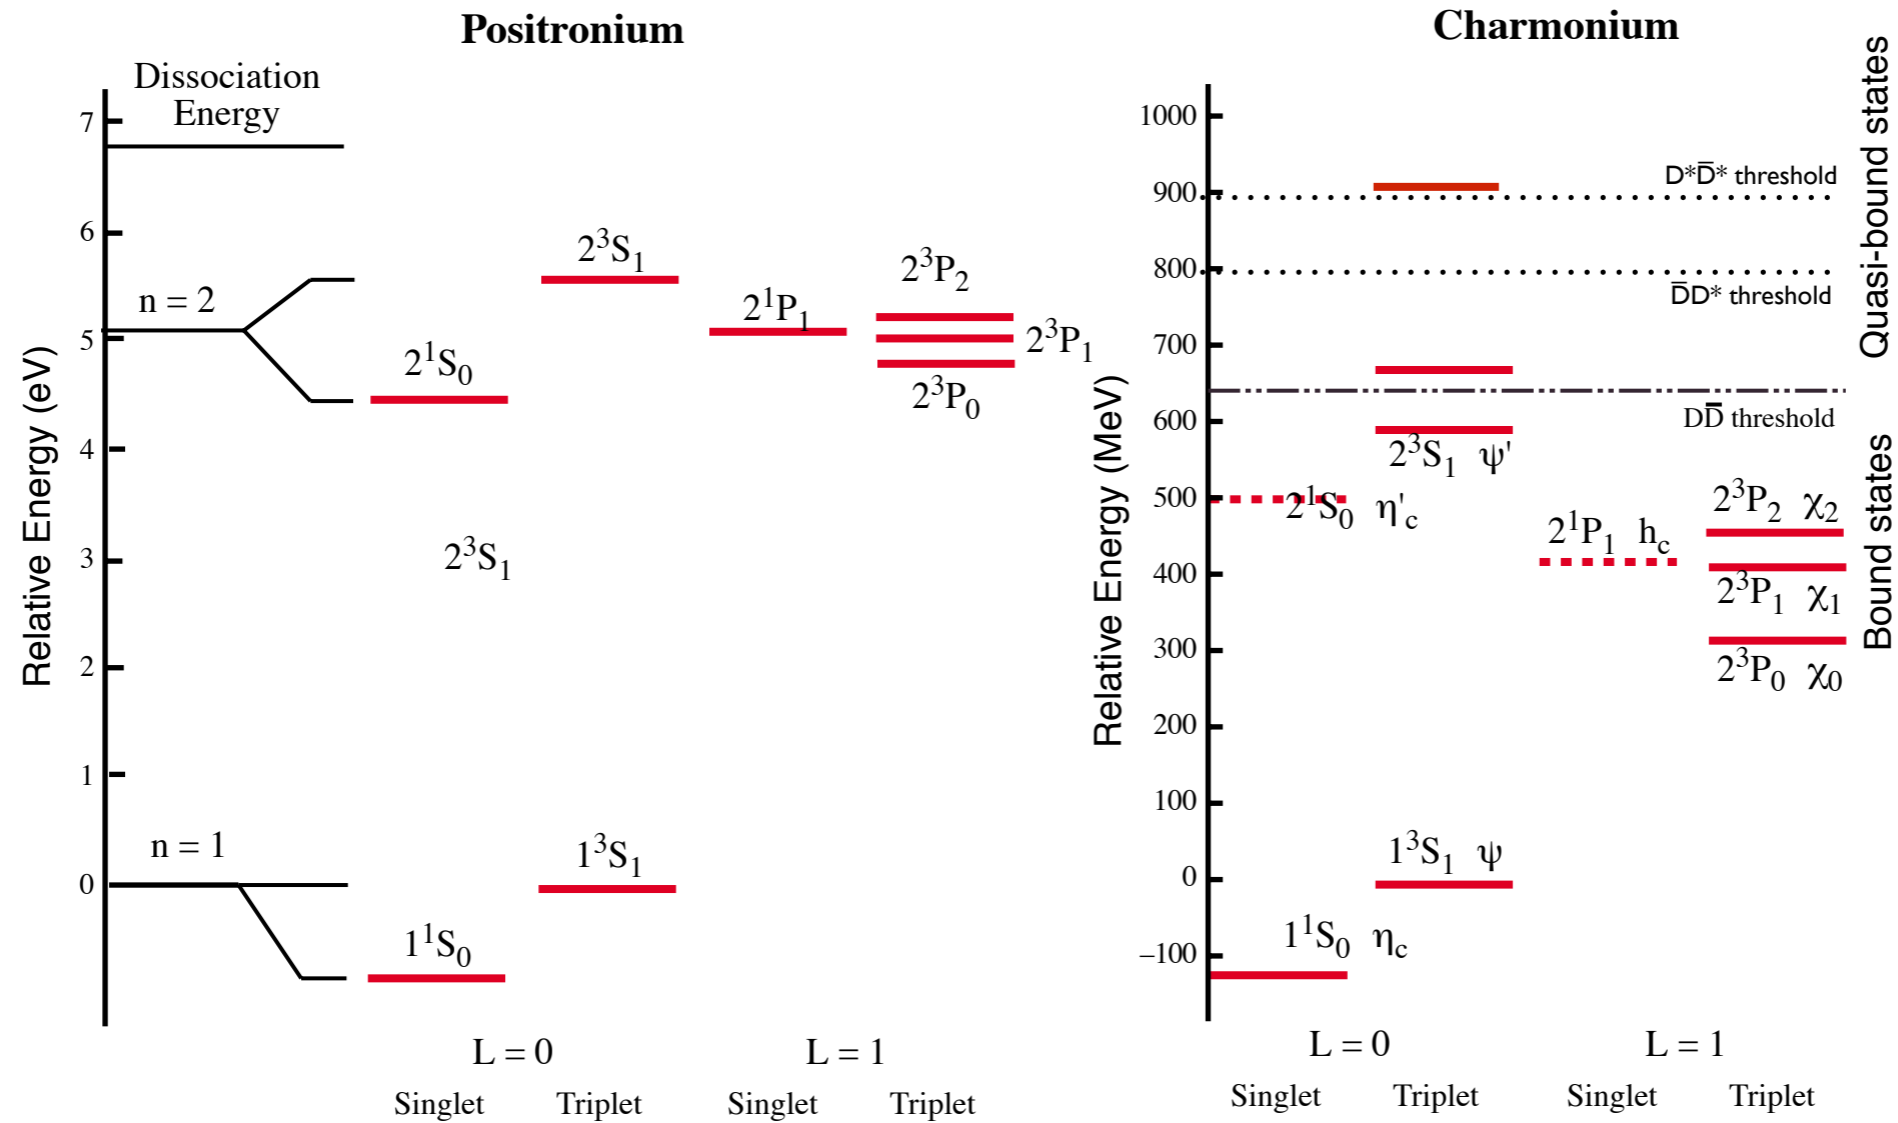 Positronium
Dissociation
Energy
7
6
5
4
3
2
1
0
Relative Energy (eV)
n = 2
n = 1
2³S₁
2¹S₀
2¹P₁
2³P₂
2³P₁
2³P₀
2³S₁
1³S₁
1¹S₀
L = 0
L = 1
Singlet
Triplet
Singlet
Triplet
Charmonium
1000
900
800
700
600
500
400
300
200
100
0
–100
Relative Energy (MeV)
D*D̅* threshold
D̅D* threshold
DD̅ threshold
2³S₁ ψ'
2¹S₀ η'c
2¹P₁ hc
2³P₂ χ₂
2³P₁ χ₁
2³P₀ χ₀
1³S₁ ψ
1¹S₀ ηc
Quasi-bound states
Bound states
L = 0
L = 1
Singlet
Triplet
Singlet
Triplet